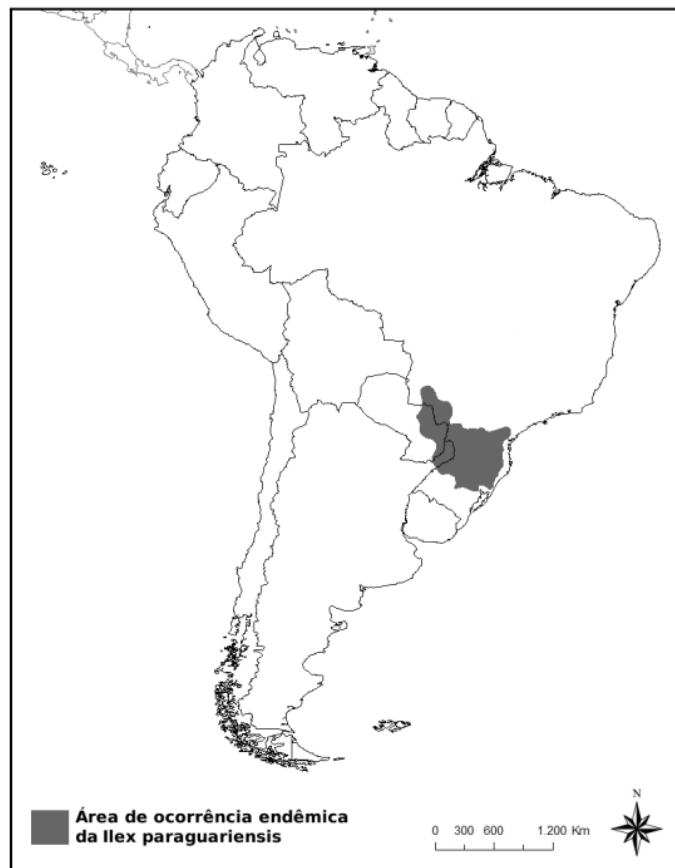 Área de ocorrência endêmica
da Ilex paraguariensis
0 300 600 1.200 Km
N